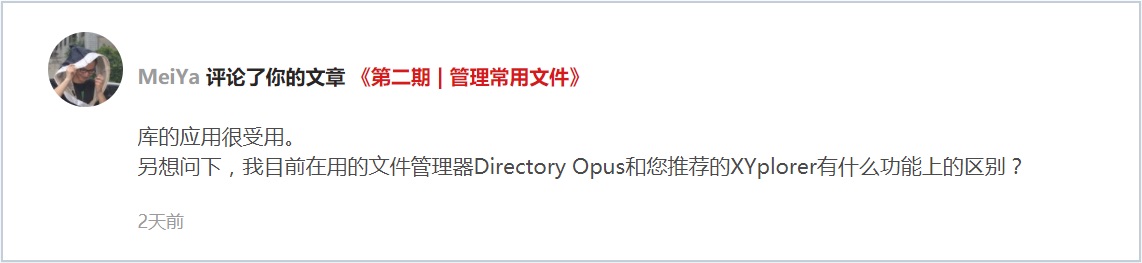 MeiYa 评论了你的文章 《第二期 | 管理常用文件》
库的应用很受用。
另想问下，我目前在用的文件管理器Directory Opus和您推荐的XYplorer有什么功能上的区别？
2天前